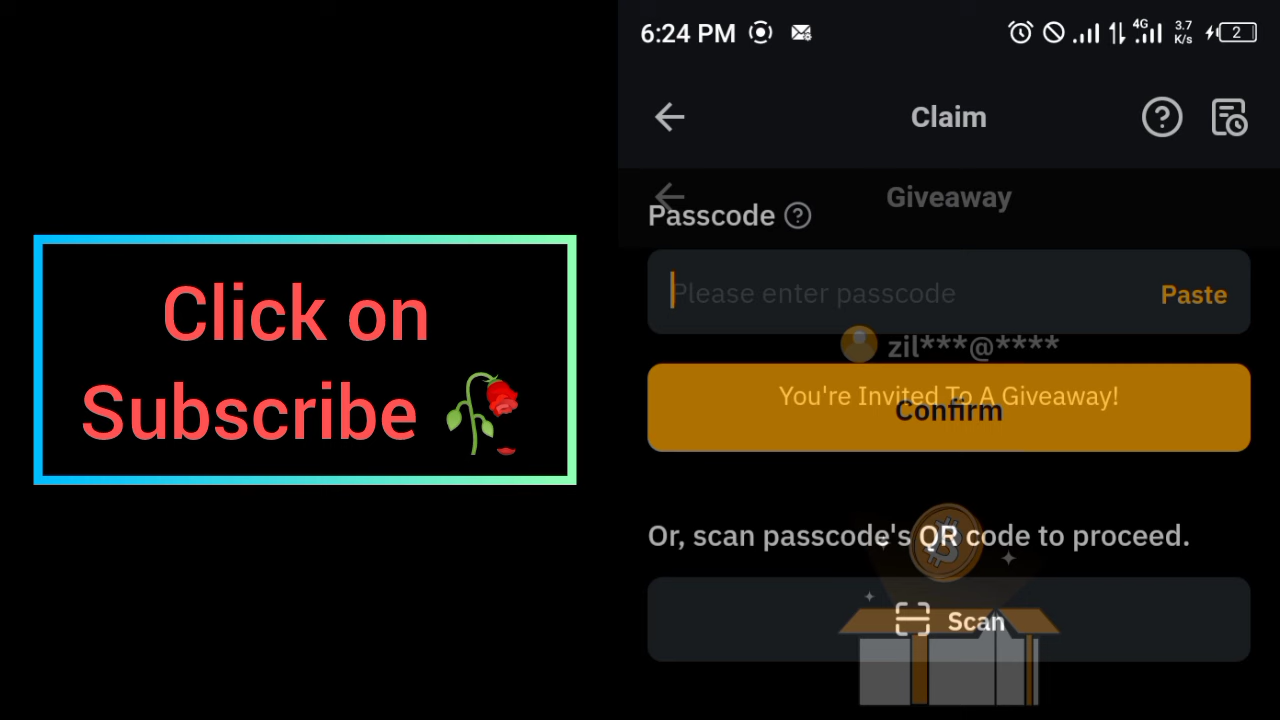 Click on
Subscribe
6:24 PM
4G
3.7
K/s
2
Claim
Giveaway
Passcode
Please enter passcode
Paste
zil***@****
You're Invited To A Giveaway!
Confirm
Or, scan passcode's QR code to proceed.
Scan